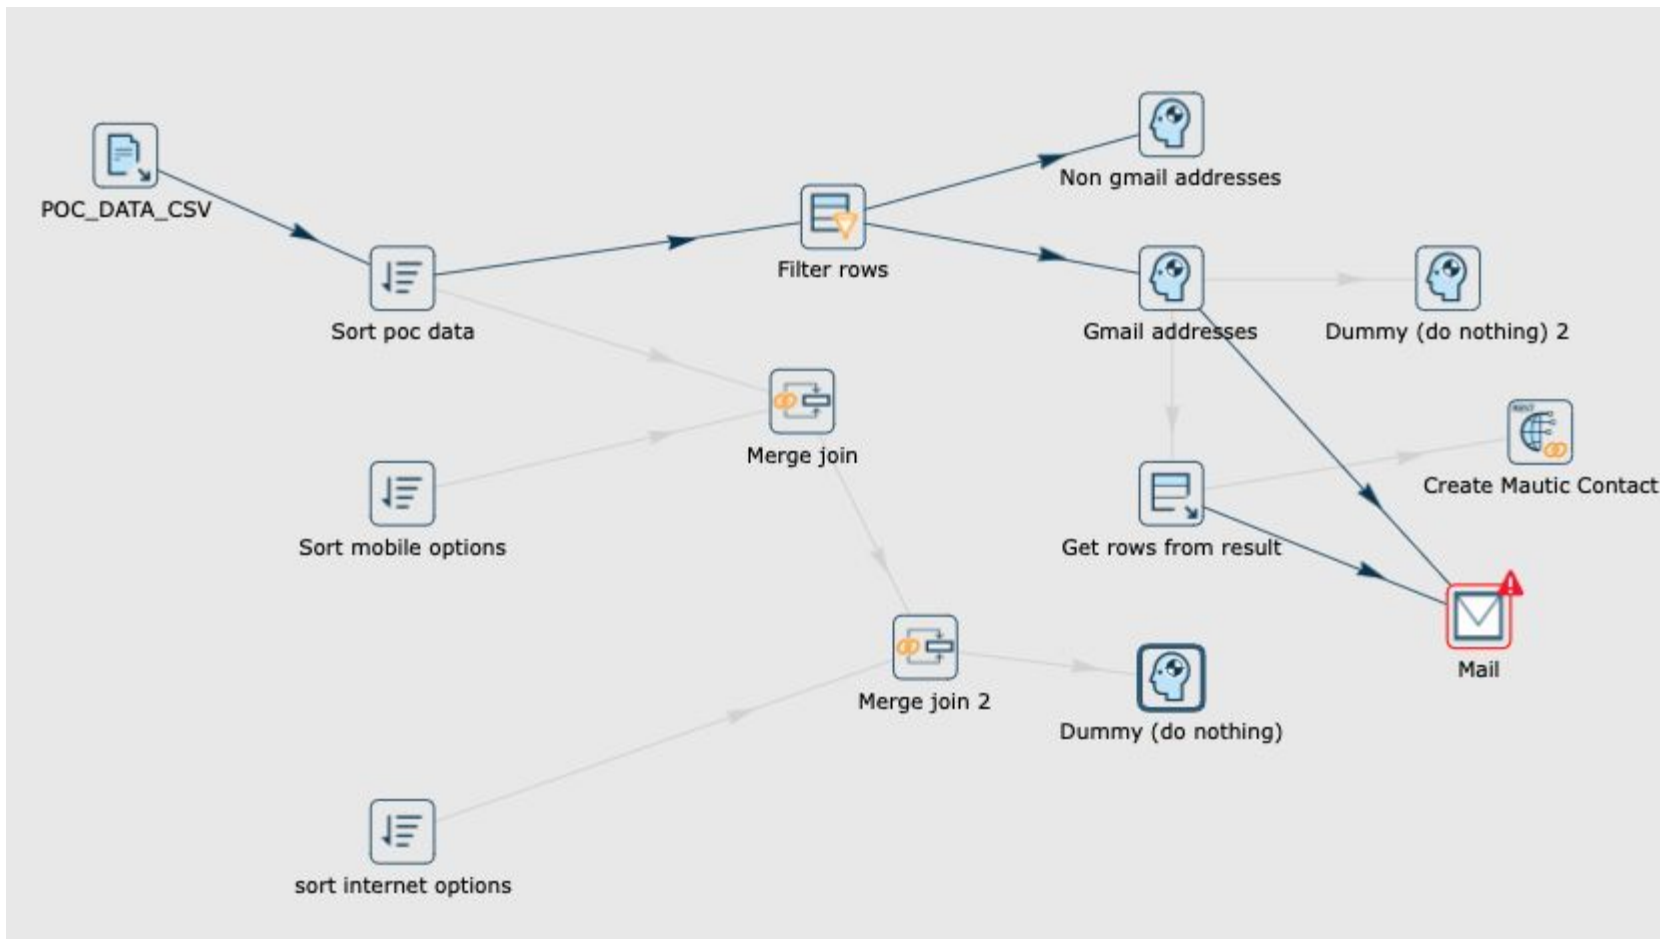 Non gmail addresses
POC_DATA_CSV
Filter rows
Sort poc data
Gmail addresses
Dummy (do nothing) 2
REST
Merge join
Create Mautic Contact
Sort mobile options
Get rows from result
Mail
Merge join 2
Dummy (do nothing)
sort internet options